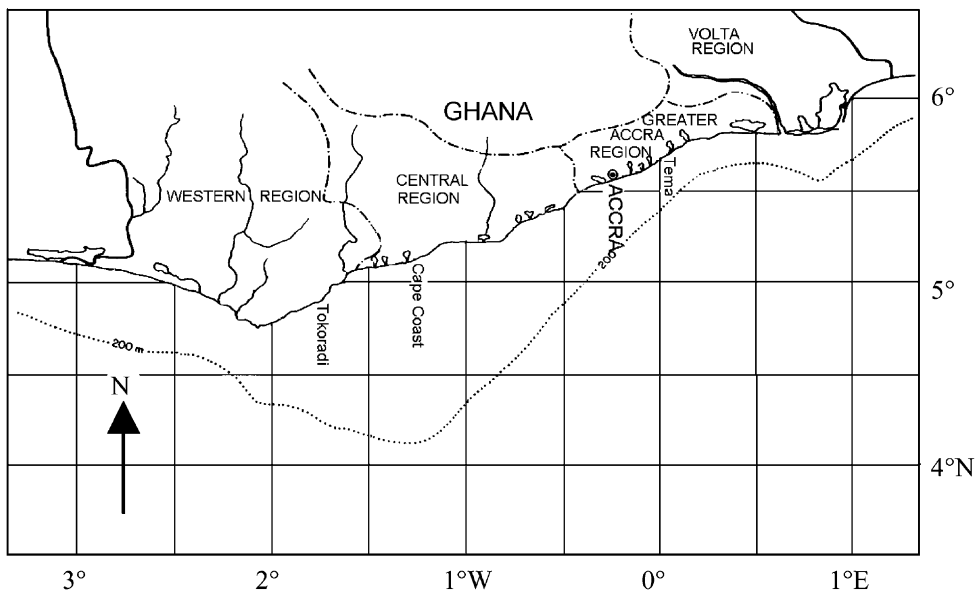 VOLTA
REGION
GHANA
6°
GREATER
ACCRA
REGION
Tema
WESTERN REGION
CENTRAL
REGION
ACCRA
200
5°
Cape Coast
Tokoradi
200 m
N
4°N
3° 2° 1°W 0° 1°E